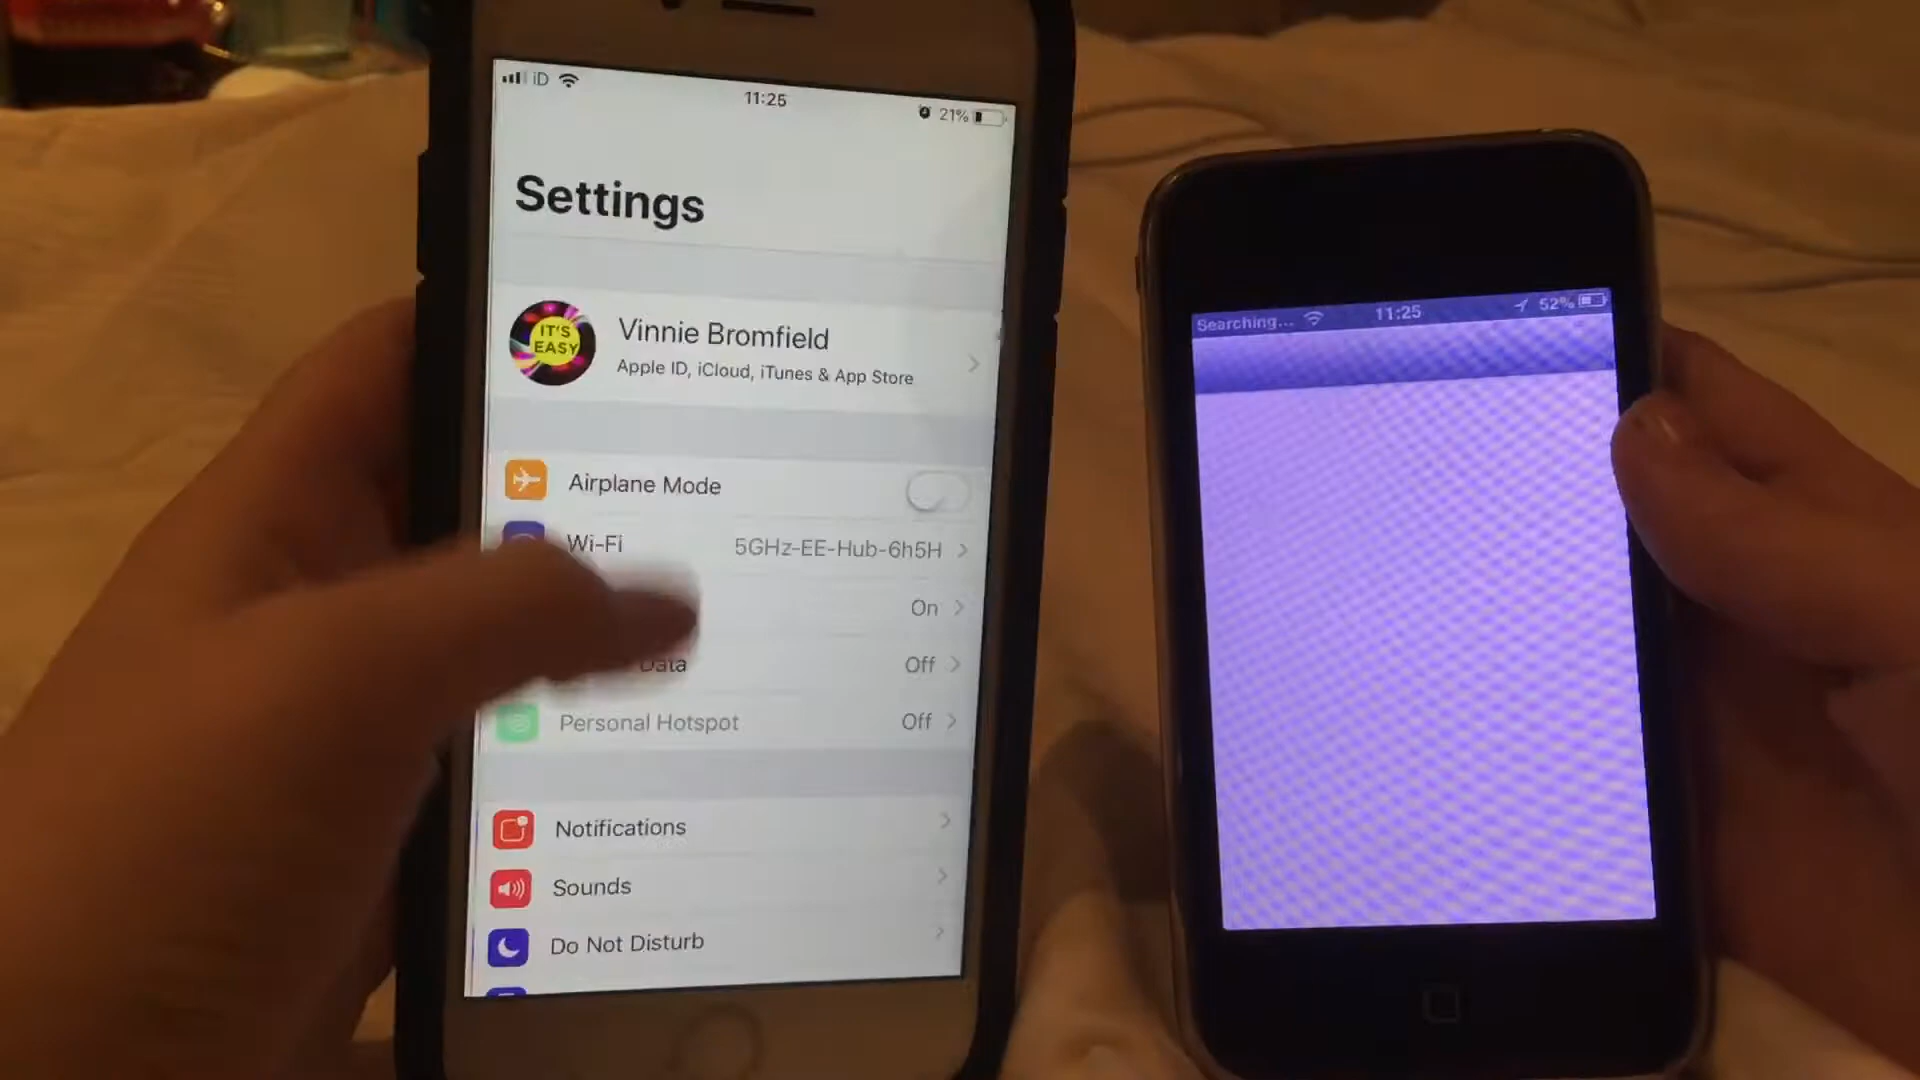 iD
11:25
21%
Settings
IT'S
EASY
Vinnie Bromfield
Apple ID, iCloud, iTunes & App Store
Airplane Mode
Wi-Fi
5GHz-EE-Hub-6h5H
On
Data
Off
Personal Hotspot
Off
Notifications
Sounds
Do Not Disturb
Searching...
11:25
52%